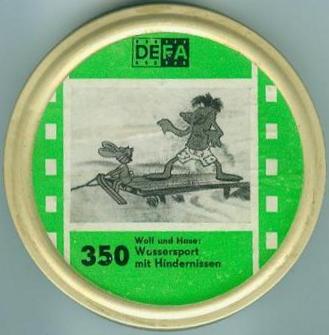 DEFA
Wolf und Hase:
350 Wassersport
mit Hindernissen